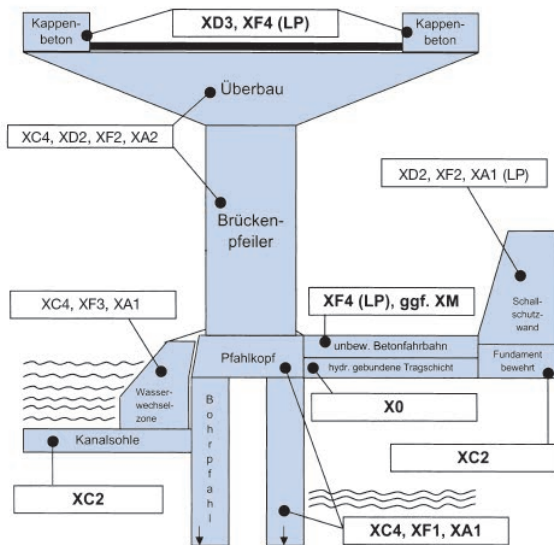 Kappen-
beton
XD3, XF4 (LP)
Kappen-
beton
Überbau
XC4, XD2, XF2, XA2
XD2, XF2, XA1 (LP)
Brücken-
pfeiler
XC4, XF3, XA1
XF4 (LP), ggf. XM
Schall-
schutz-
wand
unbew. Betonfahrbahn
Pfahlkopf
Fundament
bewehrt
hydr. gebundene Tragschicht
Wasser-
wechsel-
zone
X0
Kanalsohle
Bohrpfahl
XC2
XC2
XC4, XF1, XA1